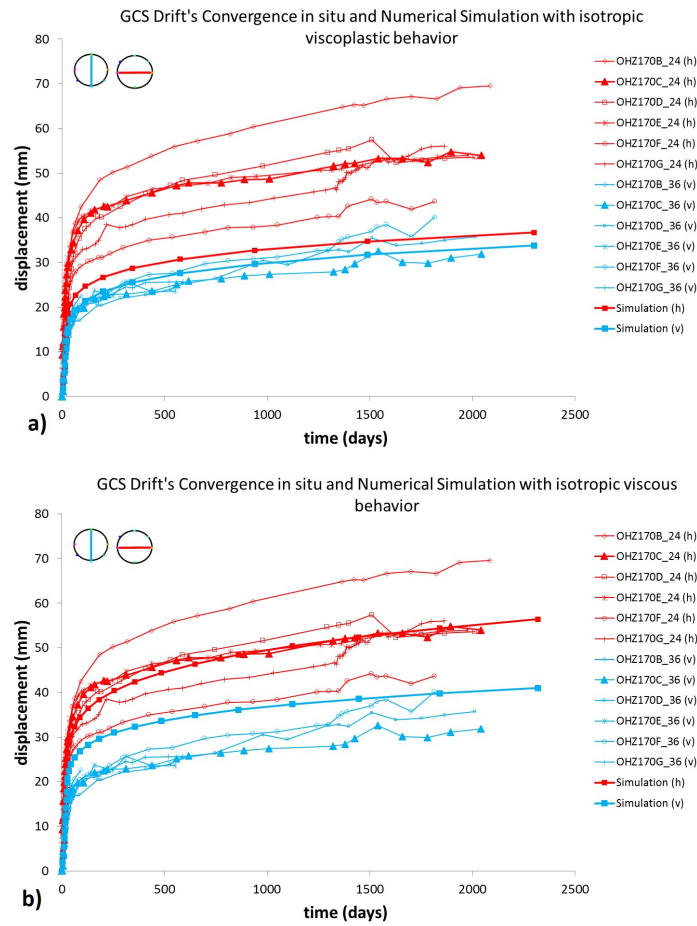 GCS Drift's Convergence in situ and Numerical Simulation with isotropic
viscoplastic behavior
80
70
60
50
40
30
20
10
0
displacement (mm)
0
500
1000
1500
2000
2500
time (days)
a)
OHZ170B_24 (h)
OHZ170C_24 (h)
OHZ170D_24 (h)
OHZ170E_24 (h)
OHZ170F_24 (h)
OHZ170G_24 (h)
OHZ170B_36 (v)
OHZ170C_36 (v)
OHZ170D_36 (v)
OHZ170E_36 (v)
OHZ170F_36 (v)
OHZ170G_36 (v)
Simulation (h)
Simulation (v)
GCS Drift's Convergence in situ and Numerical Simulation with isotropic viscous
behavior
80
70
60
50
40
30
20
10
0
displacement (mm)
0
500
1000
1500
2000
2500
time (days)
b)
OHZ170B_24 (h)
OHZ170C_24 (h)
OHZ170D_24 (h)
OHZ170E_24 (h)
OHZ170F_24 (h)
OHZ170G_24 (h)
OHZ170B_36 (v)
OHZ170C_36 (v)
OHZ170D_36 (v)
OHZ170E_36 (v)
OHZ170F_36 (v)
OHZ170G_36 (v)
Simulation (h)
Simulation (v)